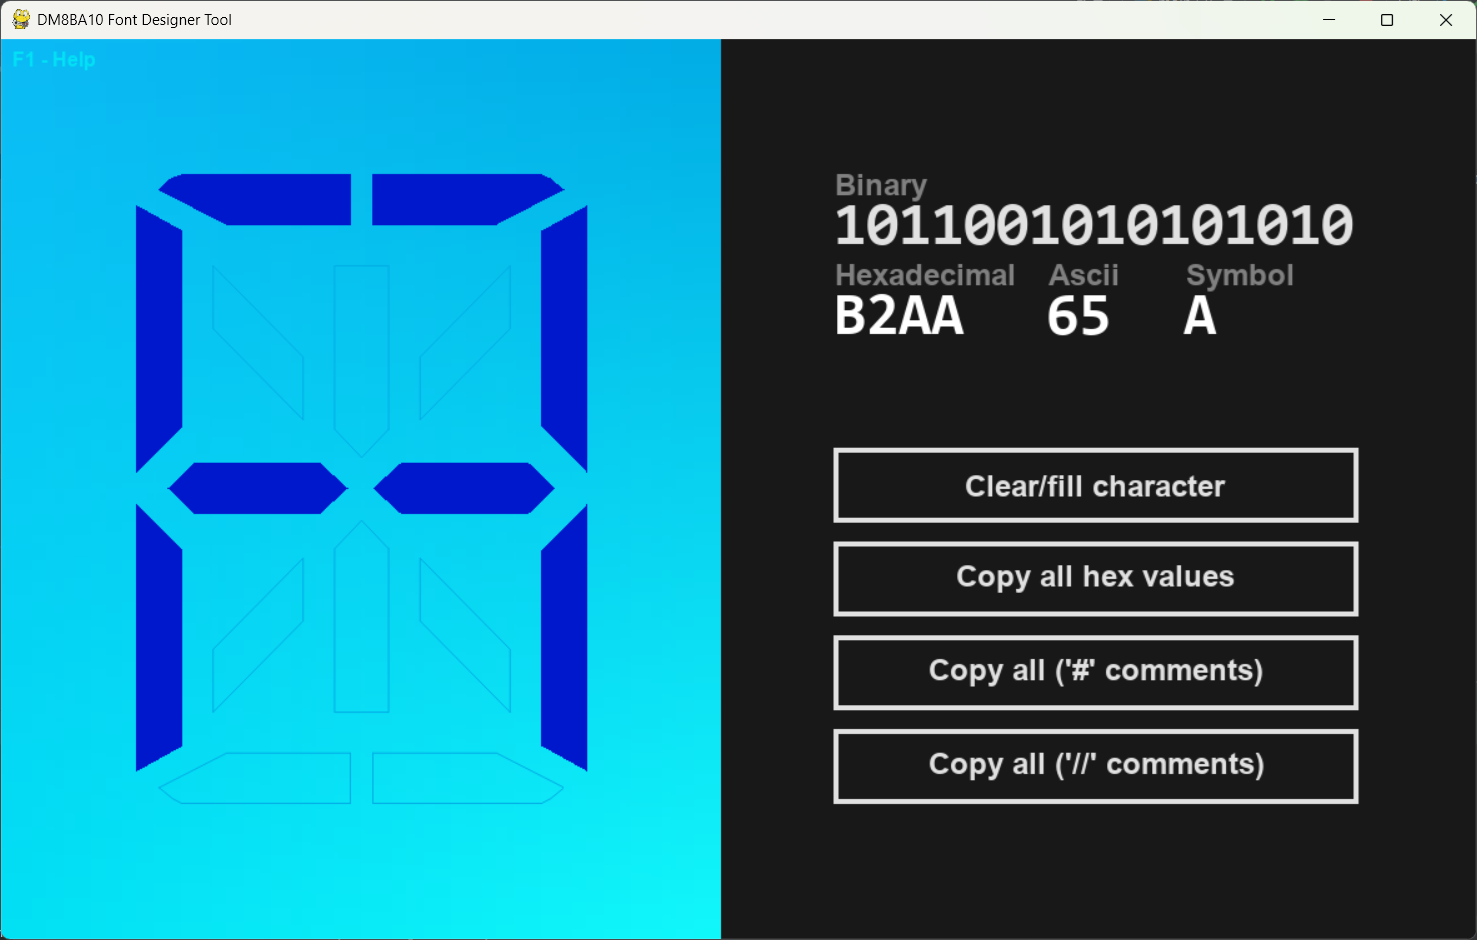 DM8BA10 Font Designer Tool
F1 - Help
Binary
1011001010101010
Hexadecimal Ascii Symbol
B2AA 65 A
Clear/fill character
Copy all hex values
Copy all ('#' comments)
Copy all ('//' comments)